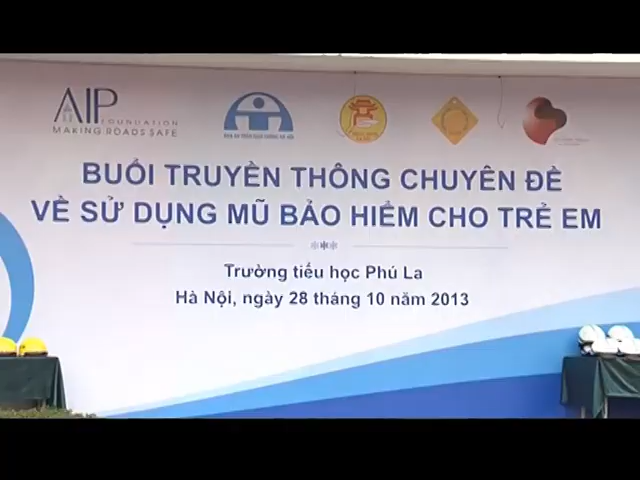 AIP
FOUNDATION
MAKING ROADS SAFE
BUỔI TRUYỀN THÔNG CHUYÊN ĐỀ
VỀ SỬ DỤNG MŨ BẢO HIỂM CHO TRẺ EM
Trường tiểu học Phú La
Hà Nội, ngày 28 tháng 10 năm 2013